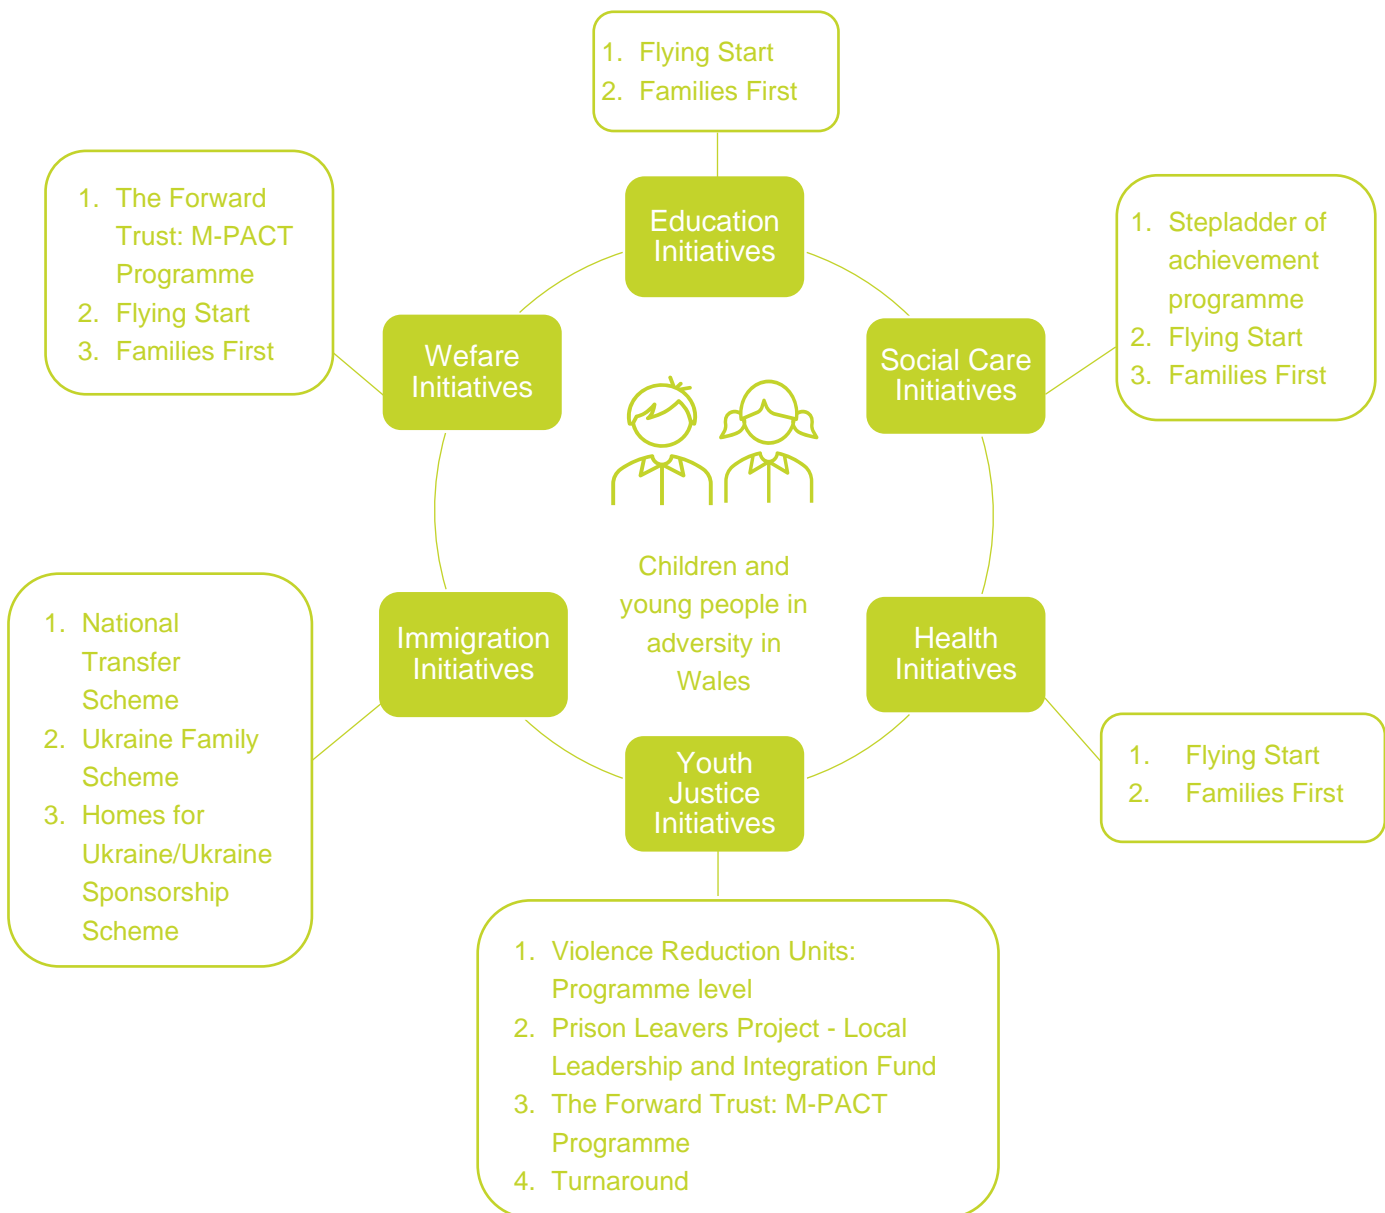 1. Flying Start
2. Families First
Education
Initiatives
1. The Forward
Trust: M-PACT
Programme
2. Flying Start
3. Families First
Wefare
Initiatives
1. Stepladder of
achievement
programme
2. Flying Start
3. Families First
Social Care
Initiatives
Children and
young people in
adversity in
Wales
1. National
Transfer
Scheme
2. Ukraine Family
Scheme
3. Homes for
Ukraine/Ukraine
Sponsorship
Scheme
Immigration
Initiatives
Health
Initiatives
1. Flying Start
2. Families First
Youth
Justice
Initiatives
1. Violence Reduction Units:
Programme level
2. Prison Leavers Project - Local
Leadership and Integration Fund
3. The Forward Trust: M-PACT
Programme
4. Turnaround